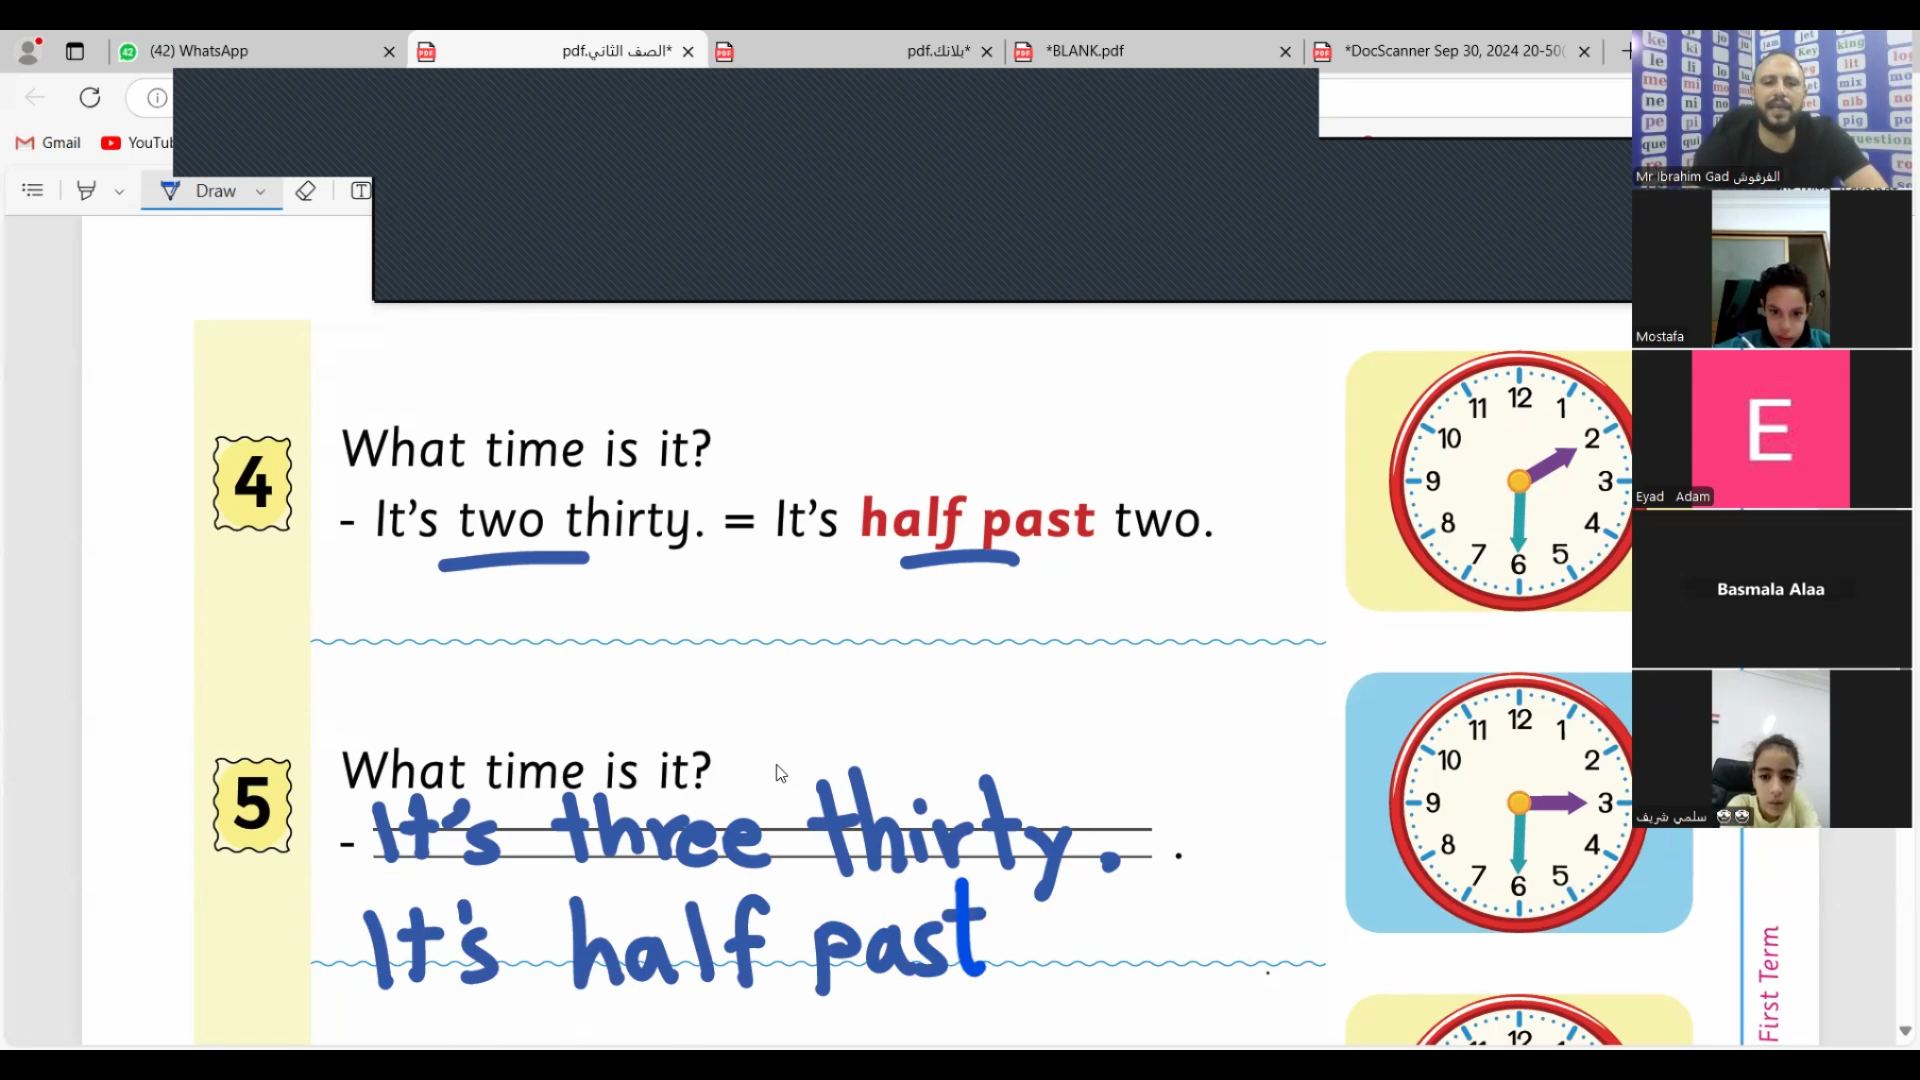 (42) WhatsApp
*الصف الثاني.pdf
*بلانك.pdf
*BLANK.pdf
*DocScanner Sep 30, 2024 20-50(
Gmail
YouTu
Draw
4
What time is it?
- It's two thirty. = It's half past two.
12 1 2 3 4 5 6 7 8 9 10 11
5
What time is it?
- It's three thirty. .
It's half past
12 1 2 3 4 5 6 7 8 9 10 11
12
First Term
Mr Ibrahim Gad الفرفوش
Mostafa
E
Eyad Adam
Basmala Alaa
سلمي شريف